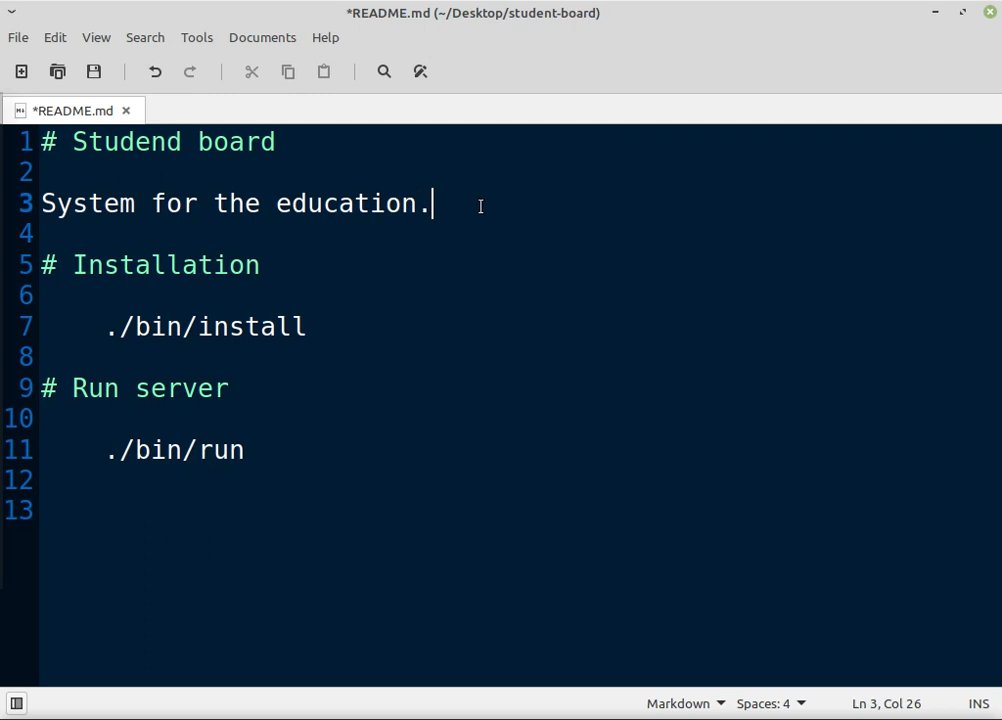 *README.md (~/Desktop/student-board)
File Edit View Search Tools Documents Help
*README.md ×
1 # Studend board
2
3 System for the education.
4
5 # Installation
6
7     ./bin/install
8
9 # Run server
10
11     ./bin/run
12
13
Markdown Spaces: 4 Ln 3, Col 26 INS